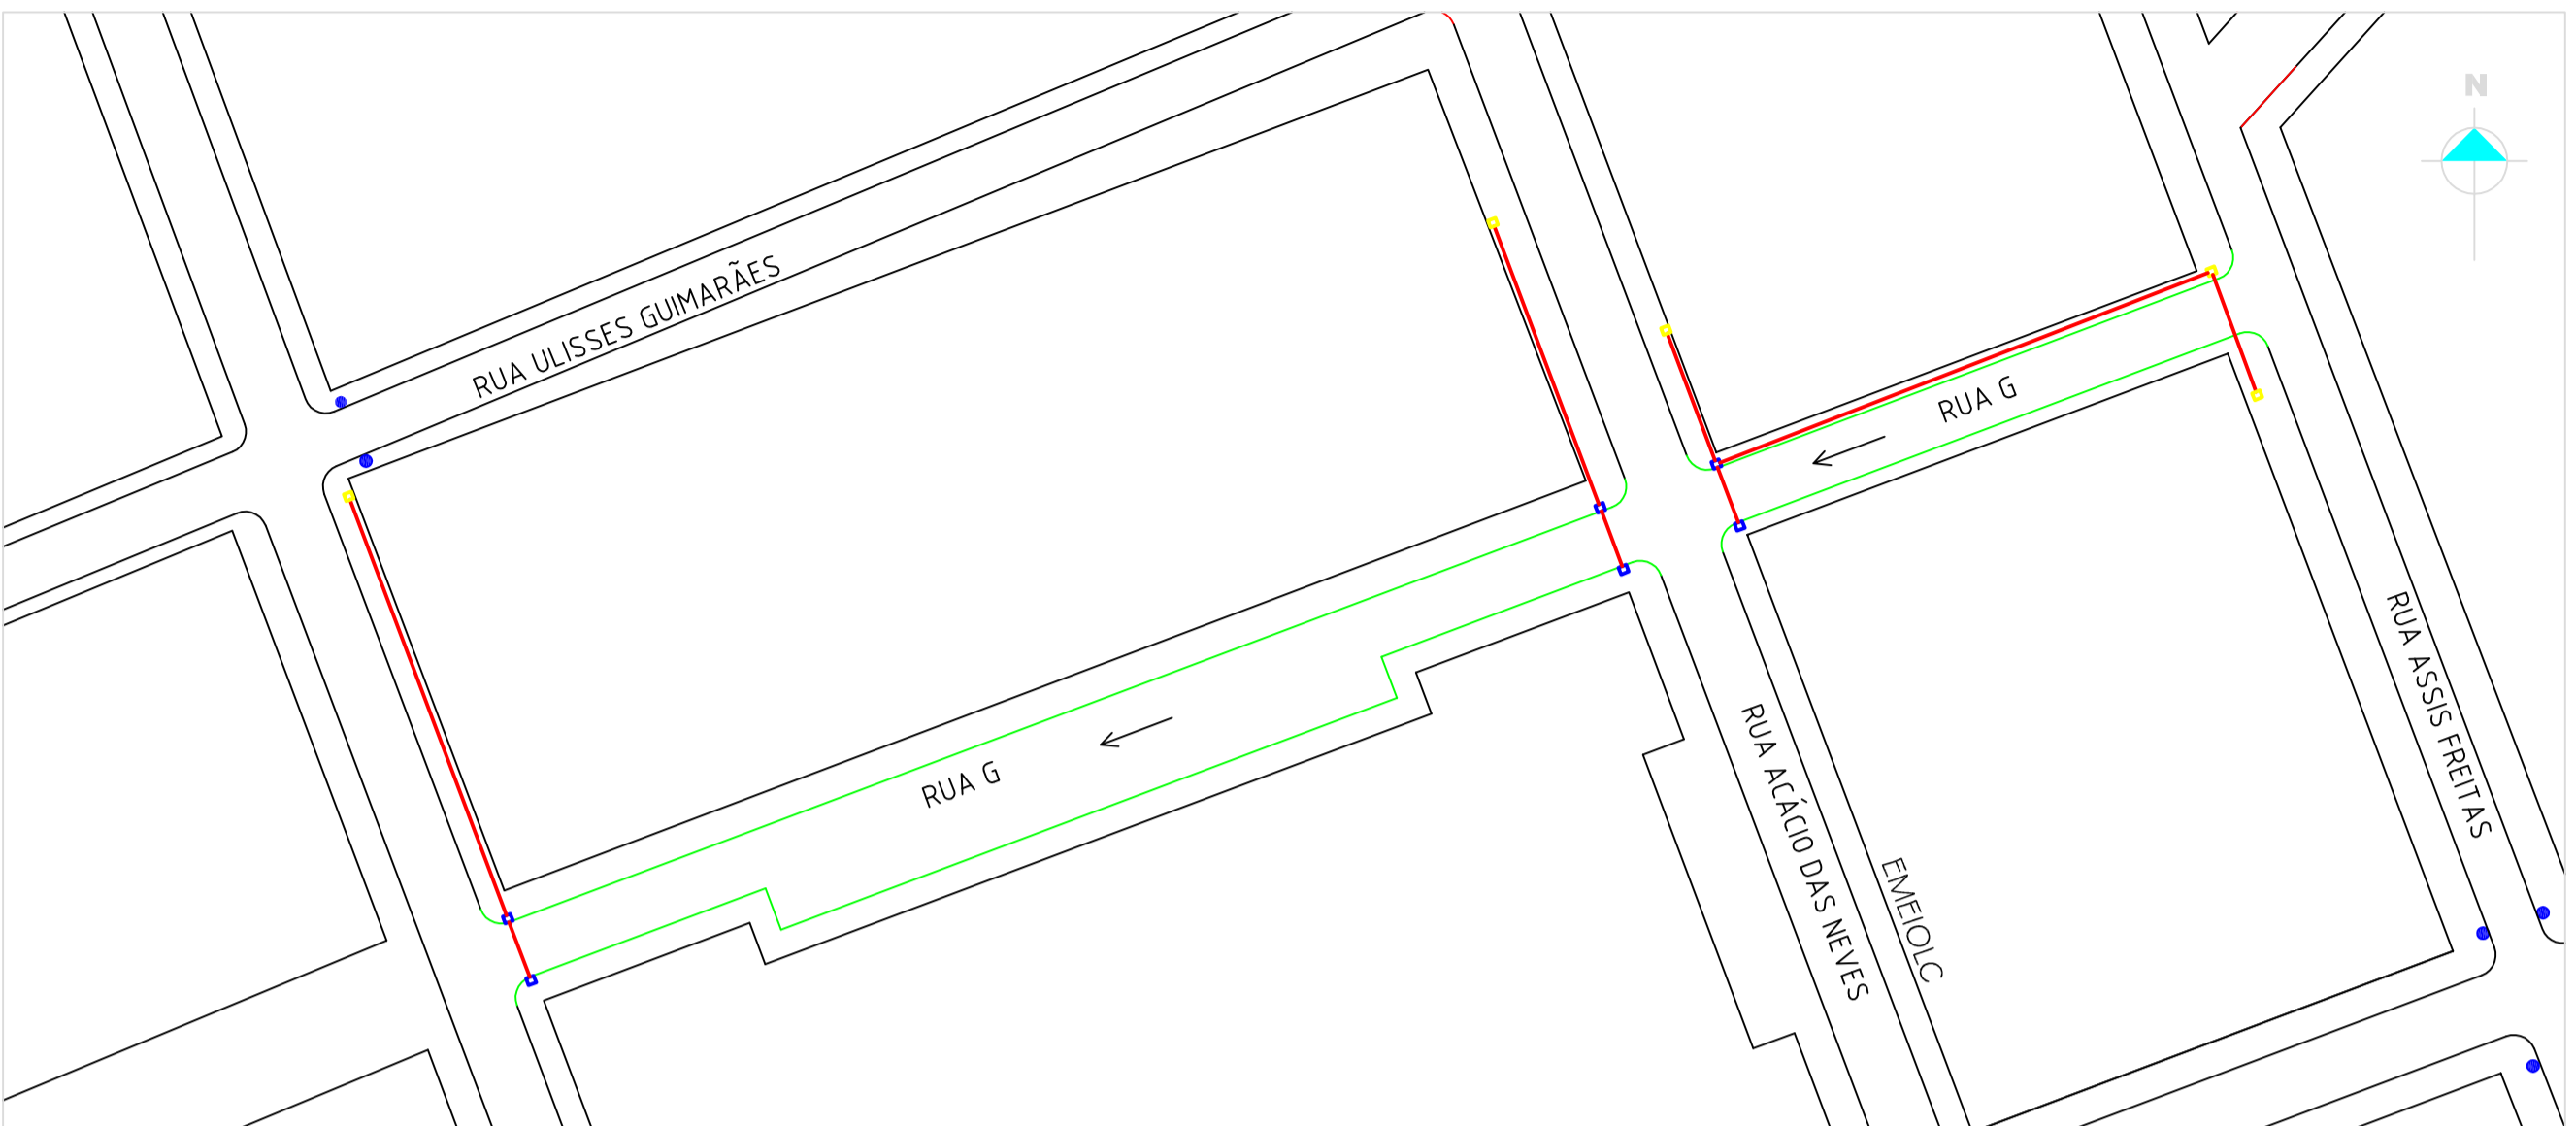 N
RUA ULISSES GUIMARÃES
RUA G
RUA G
RUA ASSIS FREITAS
RUA ACÁCIO DAS NEVES
EMEIOLC